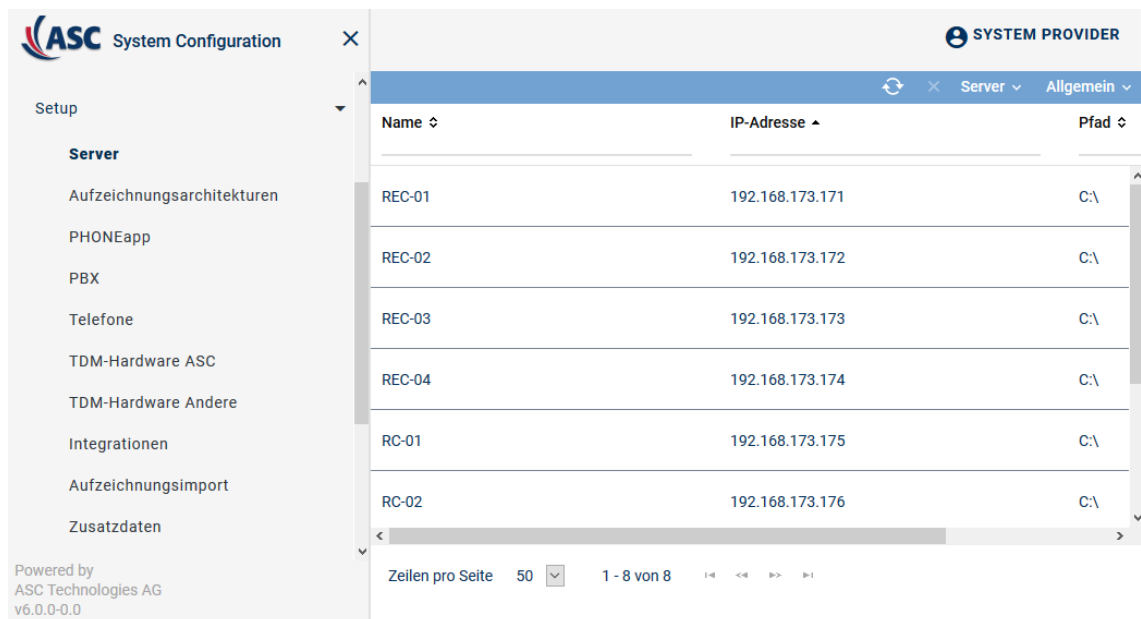 ASC System Configuration
SYSTEM PROVIDER
Server Allgemein
Setup
Server
Aufzeichnungsarchitekturen
PHONEapp
PBX
Telefone
TDM-Hardware ASC
TDM-Hardware Andere
Integrationen
Aufzeichnungsimport
Zusatzdaten
Powered by
ASC Technologies AG
v6.0.0-0.0
Name IP-Adresse Pfad
REC-01 192.168.173.171 C:\
REC-02 192.168.173.172 C:\
REC-03 192.168.173.173 C:\
REC-04 192.168.173.174 C:\
RC-01 192.168.173.175 C:\
RC-02 192.168.173.176 C:\
Zeilen pro Seite 50 1 - 8 von 8